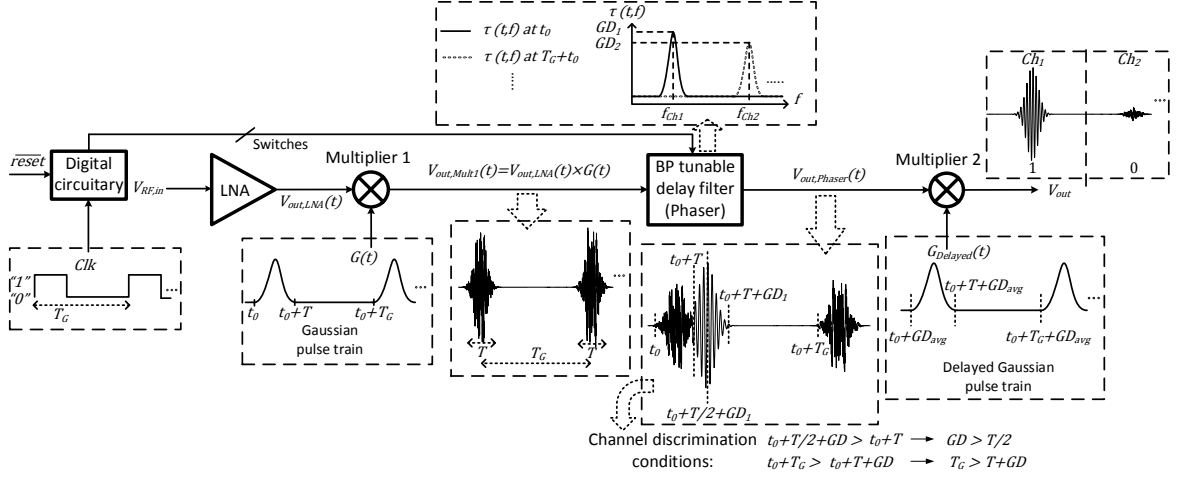 τ (t,f)
τ (t,f) at t0
τ (t,f) at TG+t0
GD1
GD2
fCh1
fCh2
f
Ch1
Ch2
1
0
Switches
reset
Digital circuitary
VRF,in
LNA
Vout,LNA(t)
Multiplier 1
Vout,Mult1(t)=Vout,LNA(t)×G(t)
BP tunable delay filter (Phaser)
Vout,Phaser(t)
Multiplier 2
Vout
Clk
"1"
"0"
TG
G(t)
t0
t0+T
t0+TG
Gaussian
pulse train
T
TG
T
t0+T
t0+T+GD1
t0
t0+TG
t0+T/2+GD1
GDelayed(t)
t0+T+GDavg
t0+GDavg
t0+TG+GDavg
Delayed Gaussian
pulse train
Channel discrimination t0+T/2+GD > t0+T → GD > T/2
conditions: t0+TG > t0+T+GD → TG > T+GD